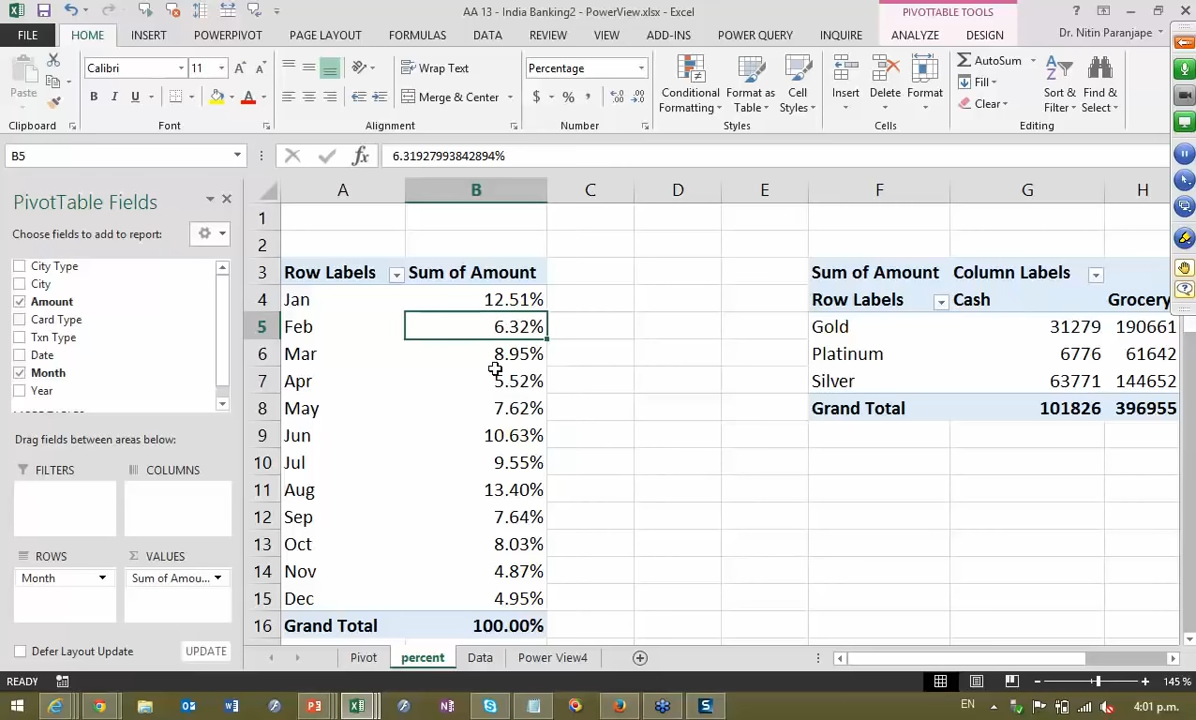 AA 13 - India Banking2 - PowerView.xlsx - Excel
PIVOTTABLE TOOLS
FILE HOME INSERT POWERPIVOT PAGE LAYOUT FORMULAS DATA REVIEW VIEW ADD-INS POWER QUERY INQUIRE ANALYZE DESIGN
Dr. Nitin Paranjape
Paste
Calibri 11
Wrap Text
Merge & Center
Percentage
Conditional Formatting
Format as Table
Cell Styles
Insert
Delete
Format
AutoSum
Fill
Clear
Sort & Filter
Find & Select
Clipboard Font Alignment Number Styles Cells Editing
B5 6.31927993842894%
PivotTable Fields
Choose fields to add to report:
City Type
City
Amount
Card Type
Txn Type
Date
Month
Year
Drag fields between areas below:
FILTERS COLUMNS
ROWS VALUES
Month Sum of Amou...
Defer Layout Update UPDATE
A B C D E F G H
1
2
3 Row Labels Sum of Amount Sum of Amount Column Labels
4 Jan 12.51% Row Labels Cash Grocery
5 Feb 6.32% Gold 31279 190661
6 Mar 8.95% Platinum 6776 61642
7 Apr 5.52% Silver 63771 144652
8 May 7.62% Grand Total 101826 396955
9 Jun 10.63%
10 Jul 9.55%
11 Aug 13.40%
12 Sep 7.64%
13 Oct 8.03%
14 Nov 4.87%
15 Dec 4.95%
16 Grand Total 100.00%
Pivot percent Data Power View4
READY 145 %
EN 4:01 p.m.